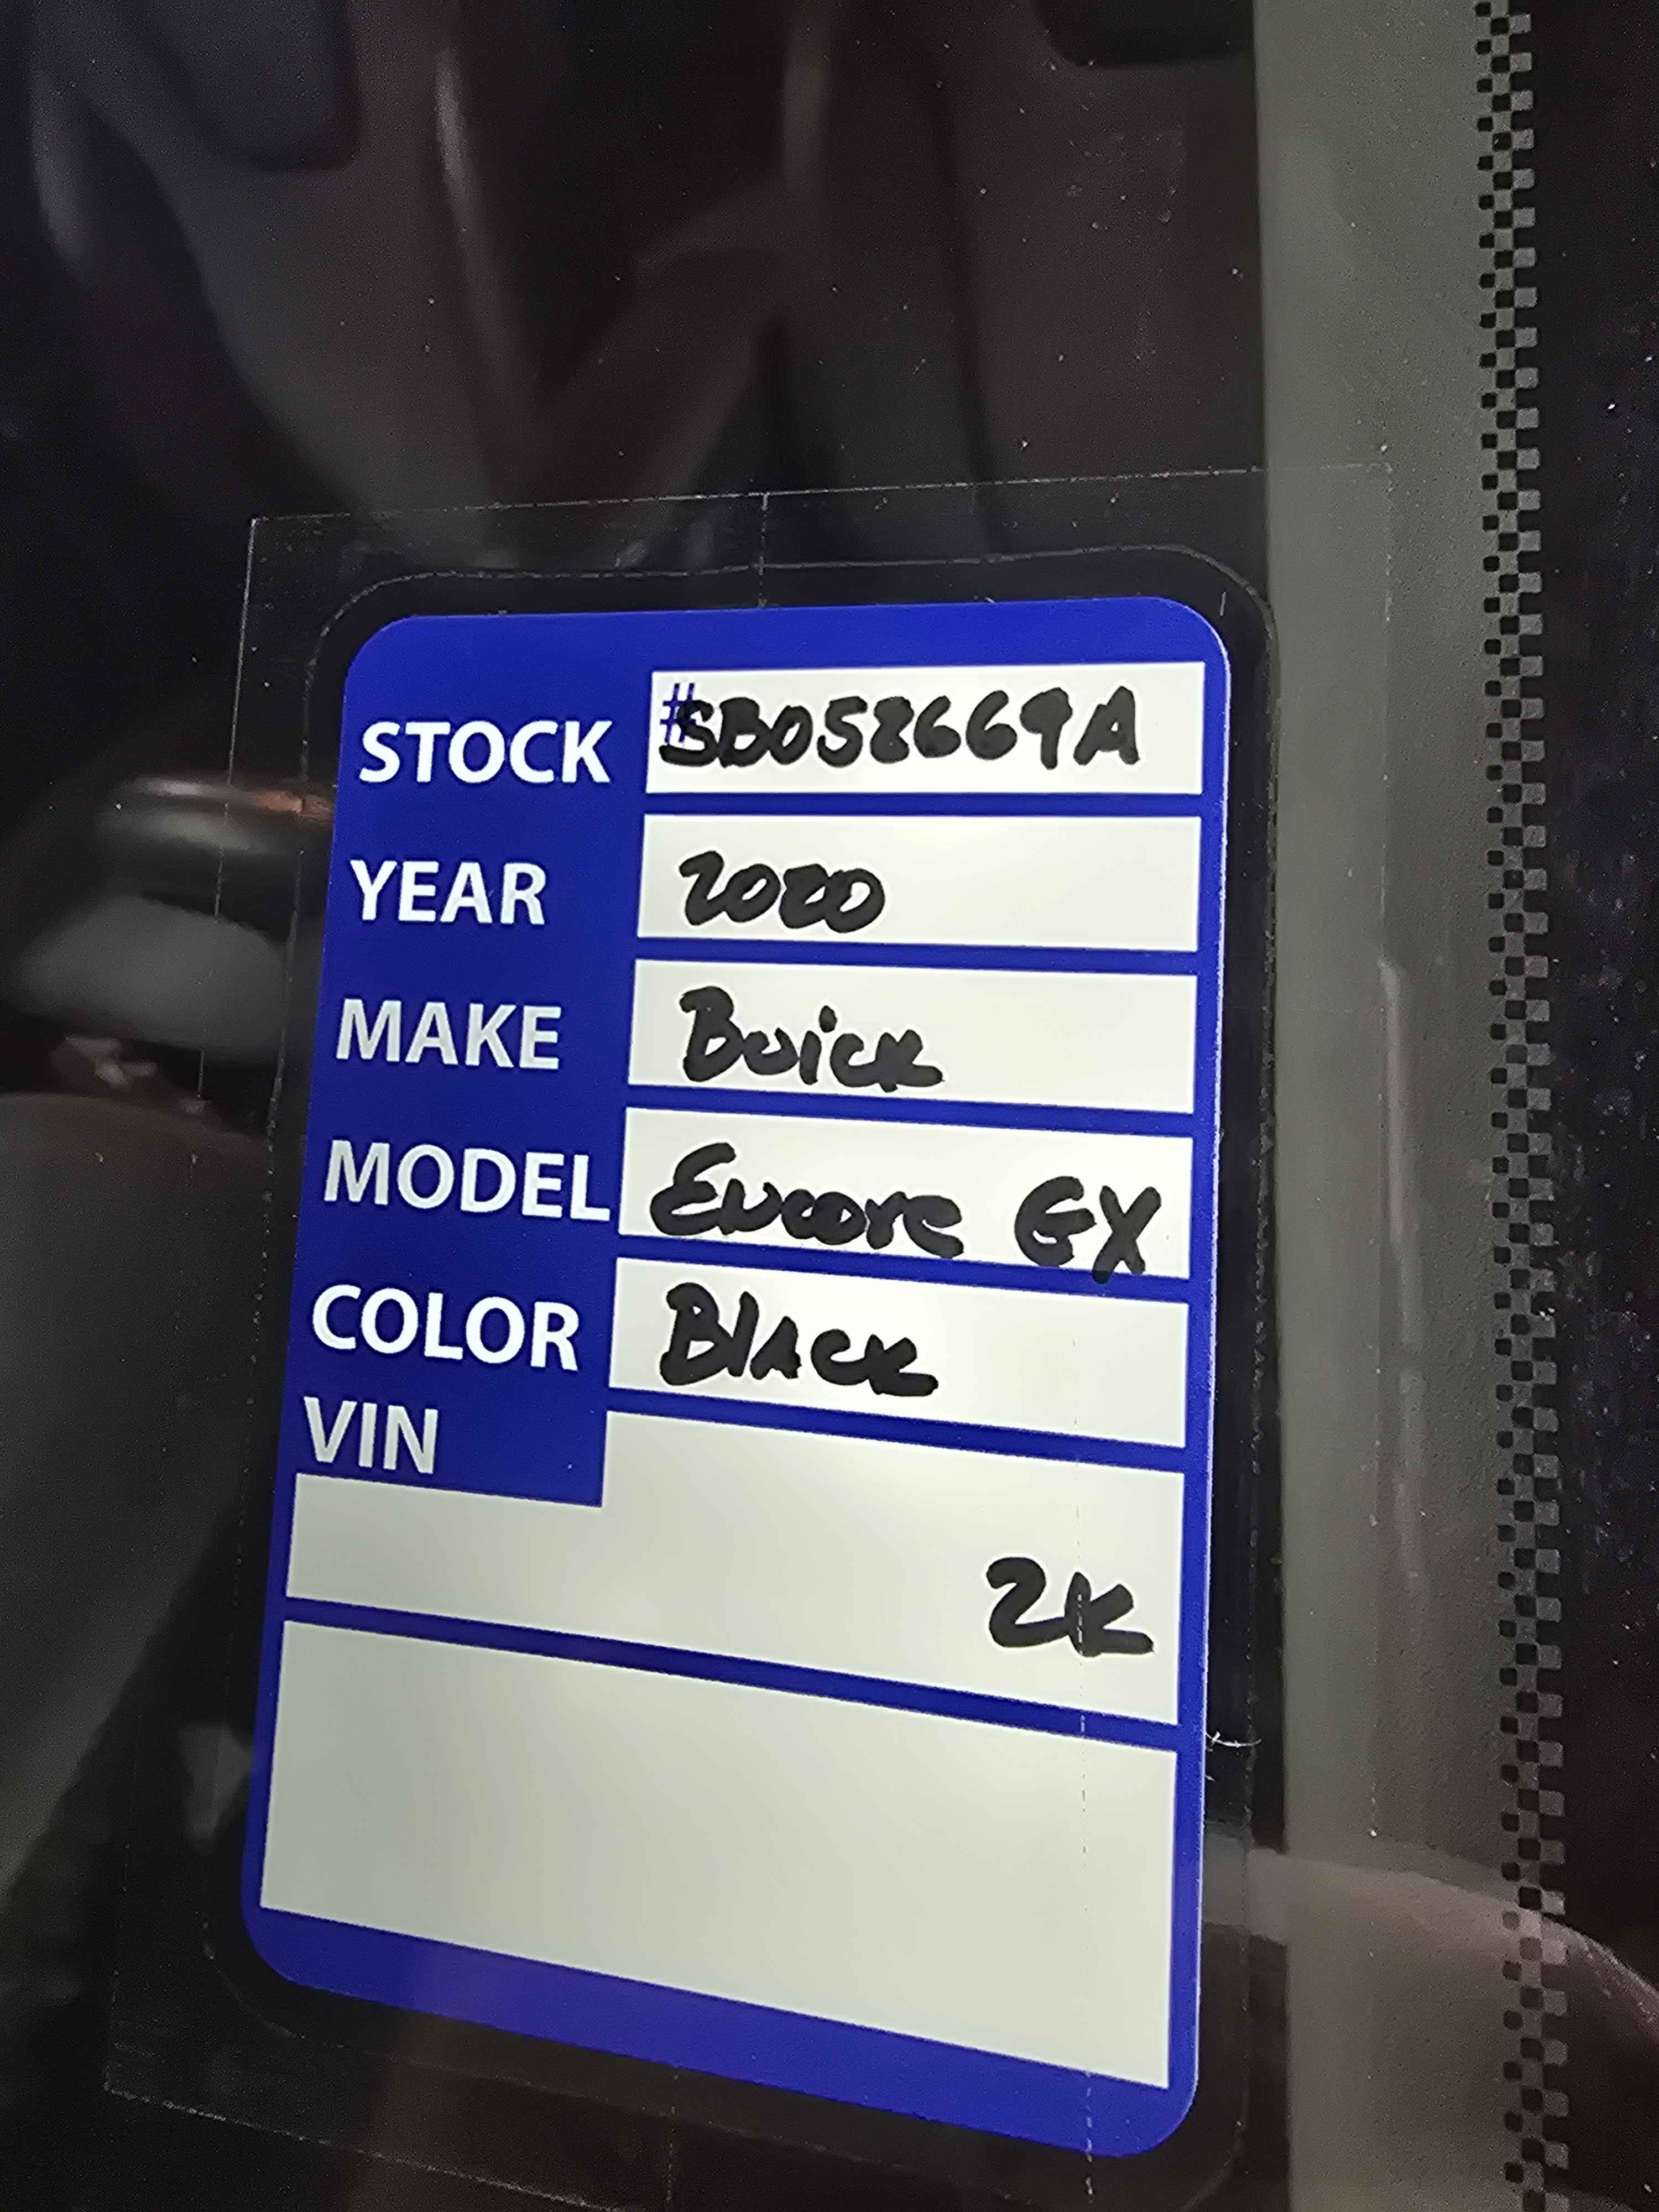 STOCK #SB058669A
YEAR 2020
MAKE Buick
MODEL Encore GX
COLOR Black
VIN
2K